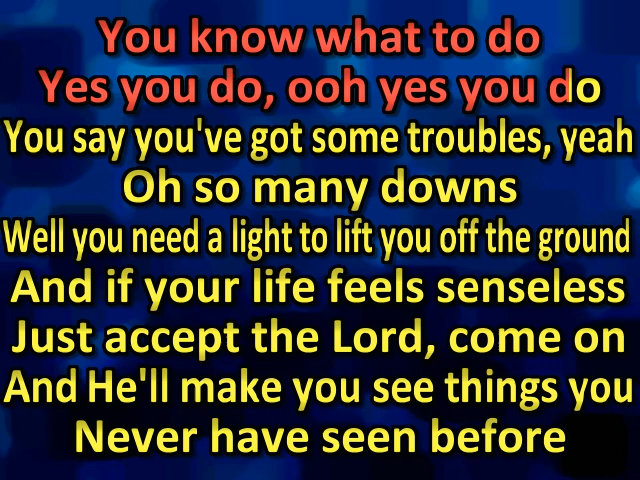 You know what to do
Yes you do, ooh yes you do
You say you've got some troubles, yeah
Oh so many downs
Well you need a light to lift you off the ground
And if your life feels senseless
Just accept the Lord, come on
And He'll make you see things you
Never have seen before